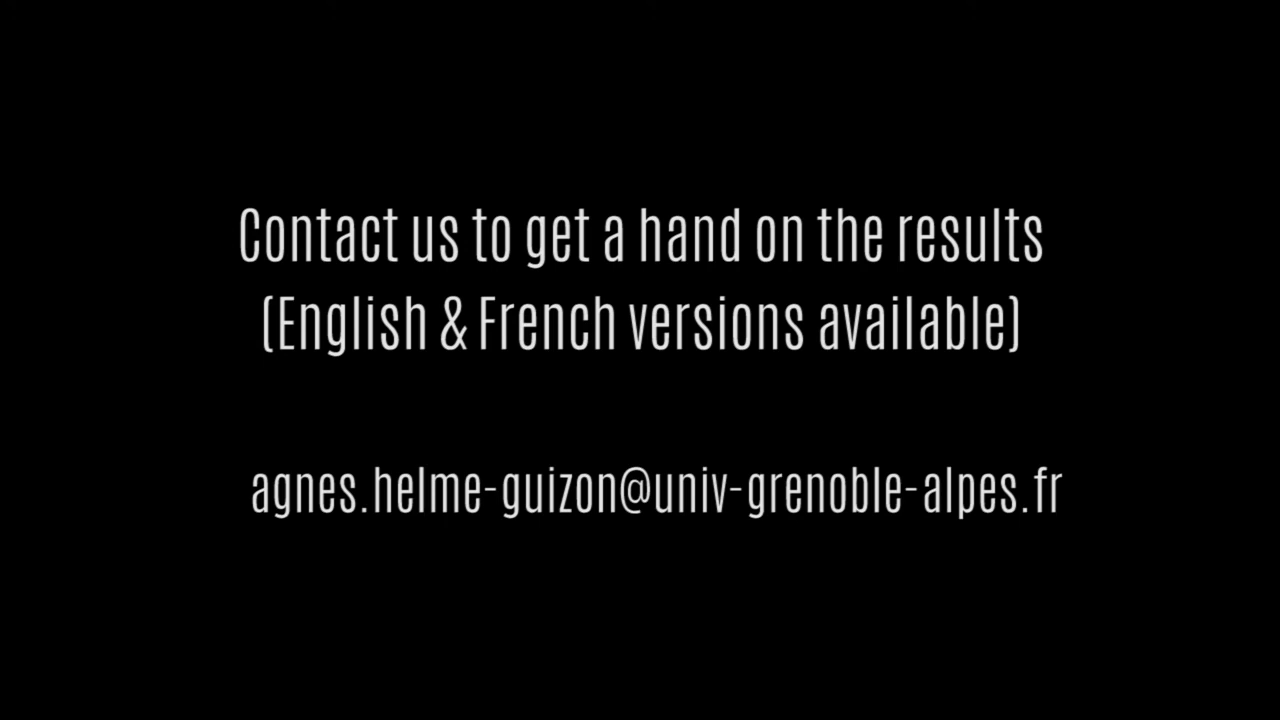 Contact us to get a hand on the results
(English & French versions available)
agnes.helme-guizon@univ-grenoble-alpes.fr